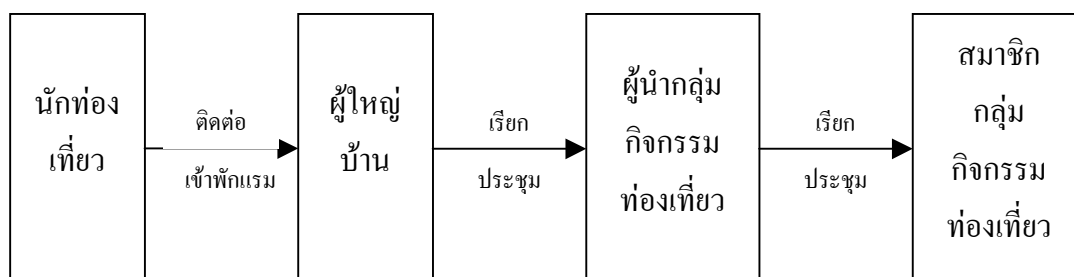 นักท่อง
เที่ยว
ติดต่อ
เข้าพักแรม
ผู้ใหญ่
บ้าน
เรียก
ประชุม
ผู้นำกลุ่ม
กิจกรรม
ท่องเที่ยว
เรียก
ประชุม
สมาชิก
กลุ่ม
กิจกรรม
ท่องเที่ยว